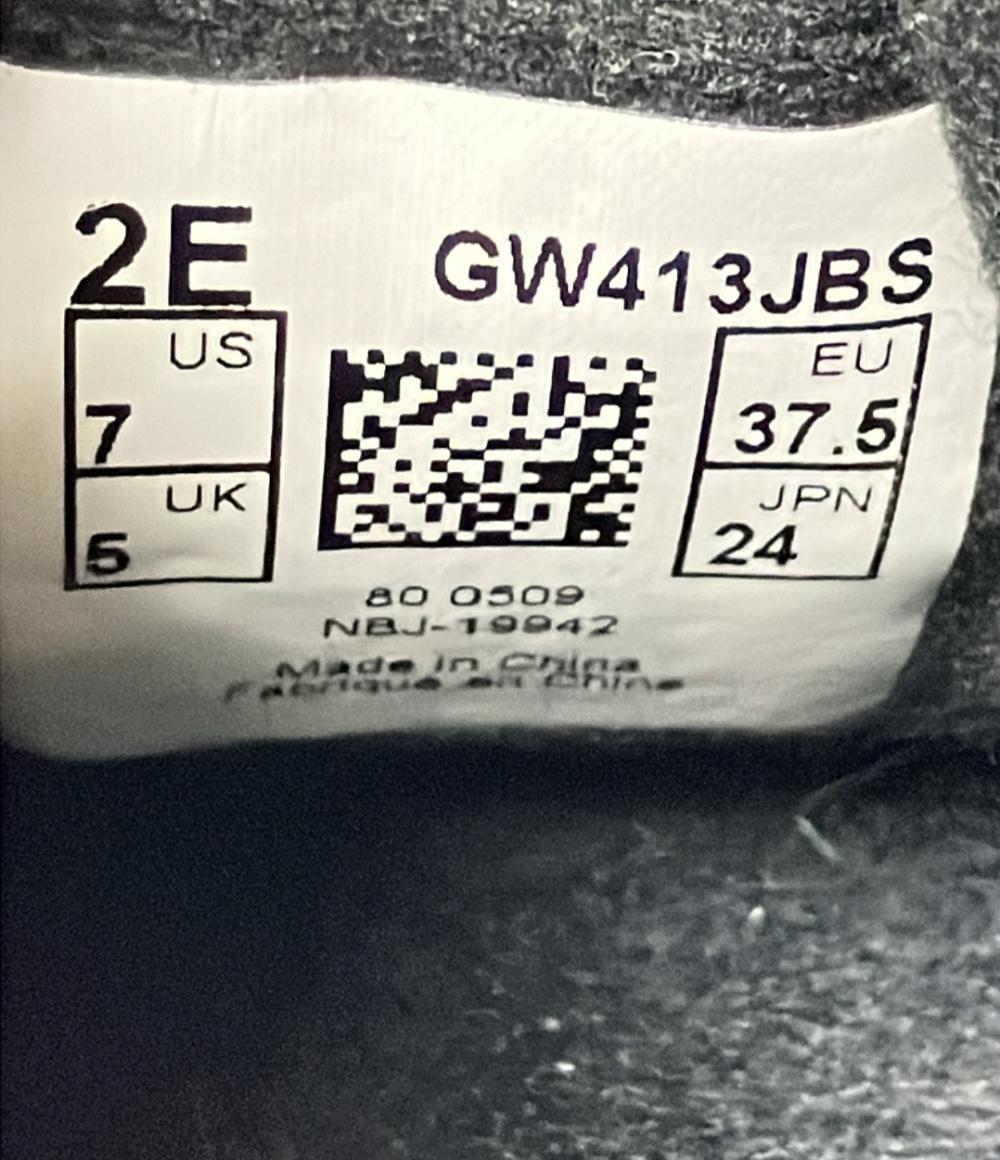 2E
GW413JBS
US
7
UK
5
EU
37.5
JPN
24
80 0509
NBJ-19942
Made in China
Fabriqué en Chine